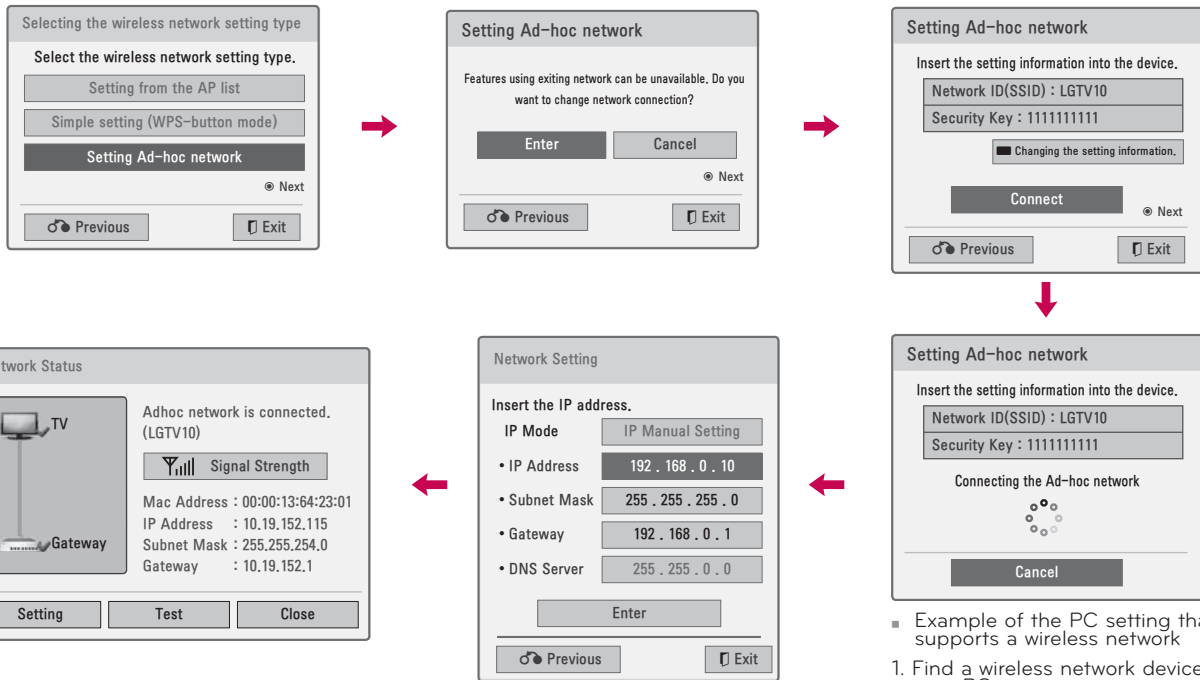 Selecting the wireless network setting type
Select the wireless network setting type.
Setting from the AP list
Simple setting (WPS-button mode)
Setting Ad-hoc network
Next
Previous
Exit
Setting Ad-hoc network
Features using exiting network can be unavailable. Do you
want to change network connection?
Enter
Cancel
Next
Previous
Exit
Setting Ad-hoc network
Insert the setting information into the device.
Network ID(SSID) : LGTV10
Security Key : 1111111111
Changing the setting information.
Connect
Next
Previous
Exit
Setting Ad-hoc network
Insert the setting information into the device.
Network ID(SSID) : LGTV10
Security Key : 1111111111
Connecting the Ad-hoc network
Cancel
Network Setting
Insert the IP address.
IP Mode IP Manual Setting
• IP Address 192 . 168 . 0 . 10
• Subnet Mask 255 . 255 . 255 . 0
• Gateway 192 . 168 . 0 . 1
• DNS Server 255 . 255 . 0 . 0
Enter
Previous
Exit
twork Status
TV
Gateway
Adhoc network is connected.
(LGTV10)
Signal Strength
Mac Address : 00:00:13:64:23:01
IP Address : 10.19.152.115
Subnet Mask : 255.255.254.0
Gateway : 10.19.152.1
Setting
Test
Close
Example of the PC setting tha
supports a wireless network
1. Find a wireless network device